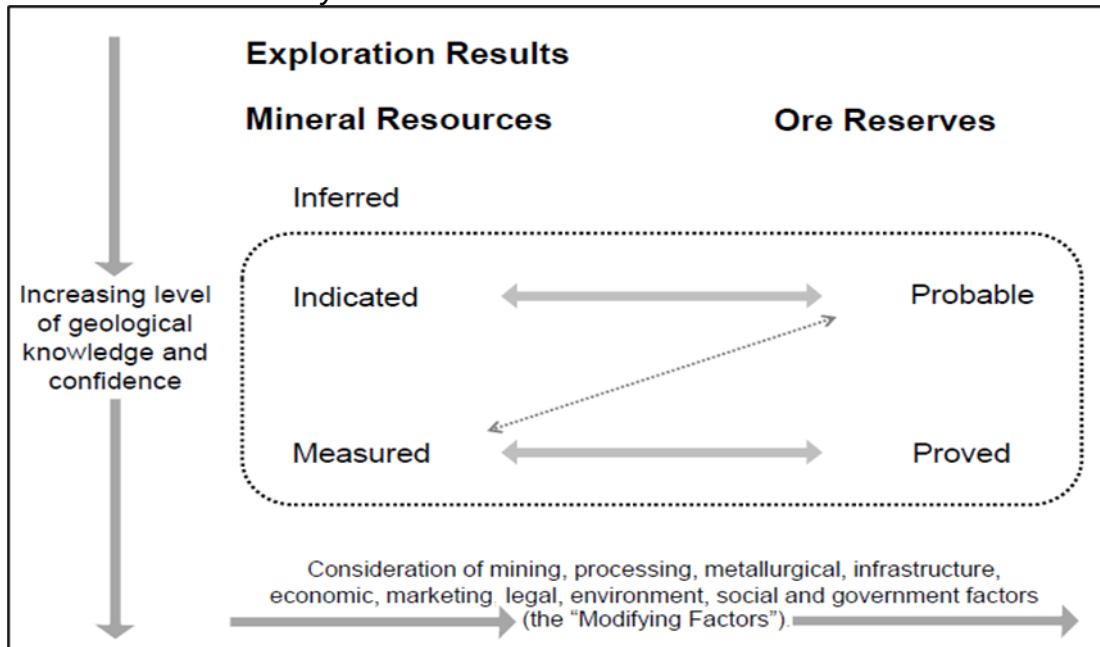 Exploration Results
Mineral Resources
Ore Reserves
Inferred
Increasing level
of geological
knowledge and
confidence
Indicated
Probable
Measured
Proved
Consideration of mining, processing, metallurgical, infrastructure,
economic, marketing. legal, environment, social and government factors
(the “Modifying Factors”).